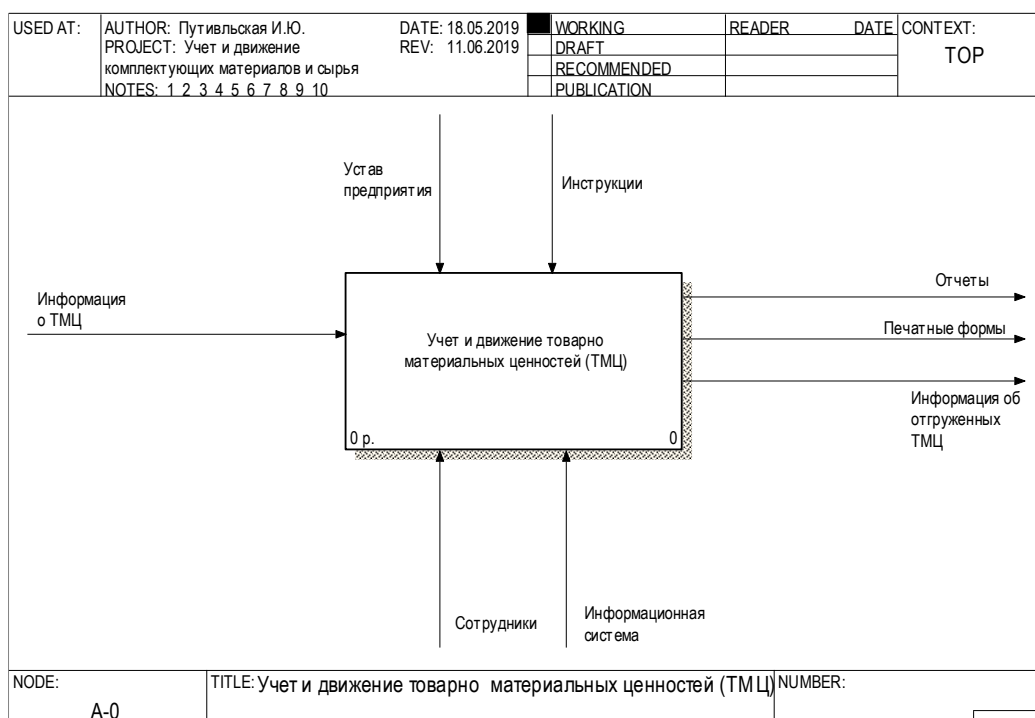 USED AT:
AUTHOR: Путивльская И.Ю.
DATE: 18.05.2019
PROJECT: Учет и движение
REV: 11.06.2019
комплектующих материалов и сырья
NOTES: 1 2 3 4 5 6 7 8 9 10
WORKING
DRAFT
RECOMMENDED
PUBLICATION
READER
DATE
CONTEXT:
TOP
Устав
предприятия
Инструкции
Информация
о ТМЦ
Учет и движение товарно
материальных ценностей (ТМЦ)
0 р.
0
Отчеты
Печатные формы
Информация об
отгруженных
ТМЦ
Сотрудники
Информационная
система
NODE:
A-0
TITLE: Учет и движение товарно материальных ценностей (ТМЦ)
NUMBER: